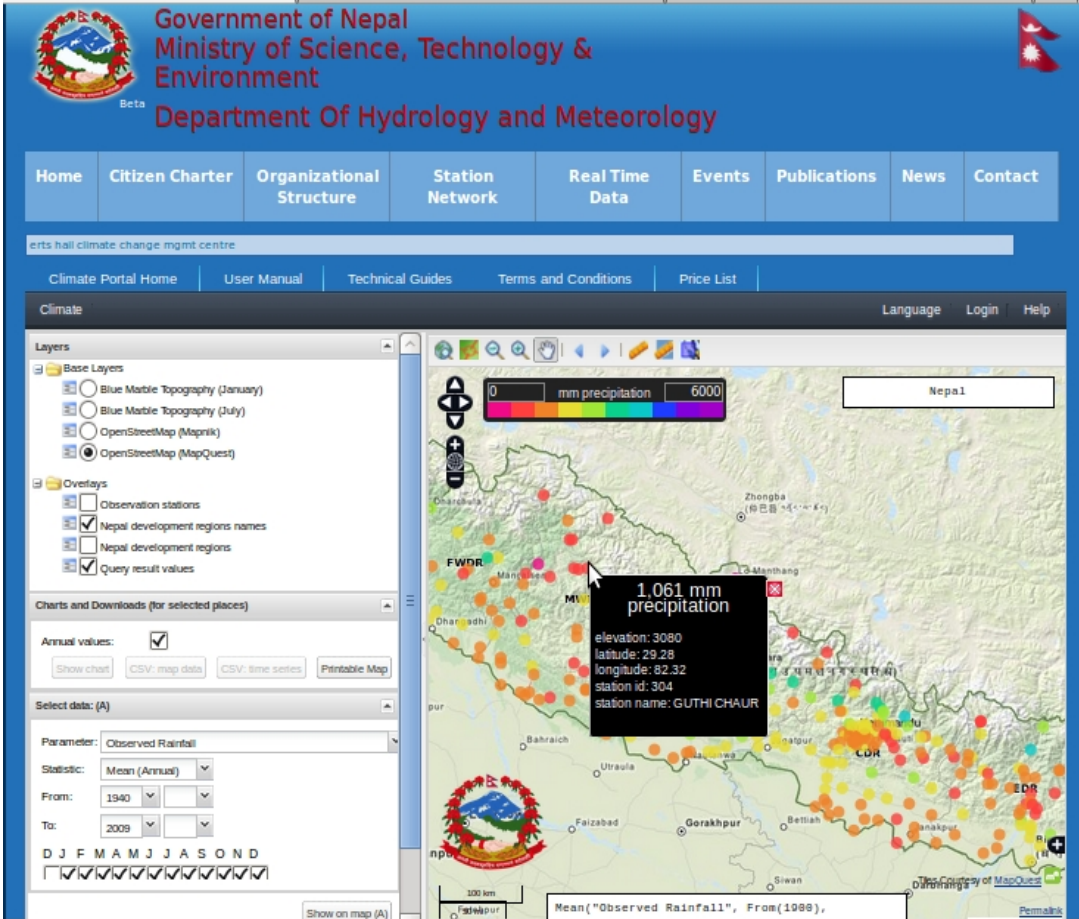 Government of Nepal
Ministry of Science, Technology &
Environment
Beta
Department Of Hydrology and Meteorology
Home
Citizen Charter
Organizational
Structure
Station
Network
Real Time
Data
Events
Publications
News
Contact
erts hall climate change mgmt centre
Climate Portal Home
User Manual
Technical Guides
Terms and Conditions
Price List
Climate
Language
Login
Help
Layers
Base Layers
Blue Marble Topography (January)
Blue Marble Topography (July)
OpenStreetMap (Mapnik)
OpenStreetMap (MapQuest)
Overlays
Observation stations
Nepal development regions names
Nepal development regions
Query result values
Charts and Downloads (for selected places)
Annual values:
Show chart
CSV: map data
CSV: time series
Printable Map
Select data: (A)
Parameter: Observed Rainfall
Statistic: Mean (Annual)
From: 1940
To: 2009
D J F M A M J J A S O N D
Show on map (A)
0 mm precipitation 6000
Nepal
Zhongba
Manthang
FWDR
Dhangadhi
1,061 mm
precipitation
elevation: 3080
latitude: 29.28
longitude: 82.32
station id: 304
station name: GUTHI CHAUR
pur
Bahraich
Utraula
CDR
EDR
Faizabad
Gorakhpur
Bettiah
anakpur
Siwan
Darbhanga
Tiles Courtesy of MapQuest
100 km
Permalink
Mean("Observed Rainfall", From(1900),